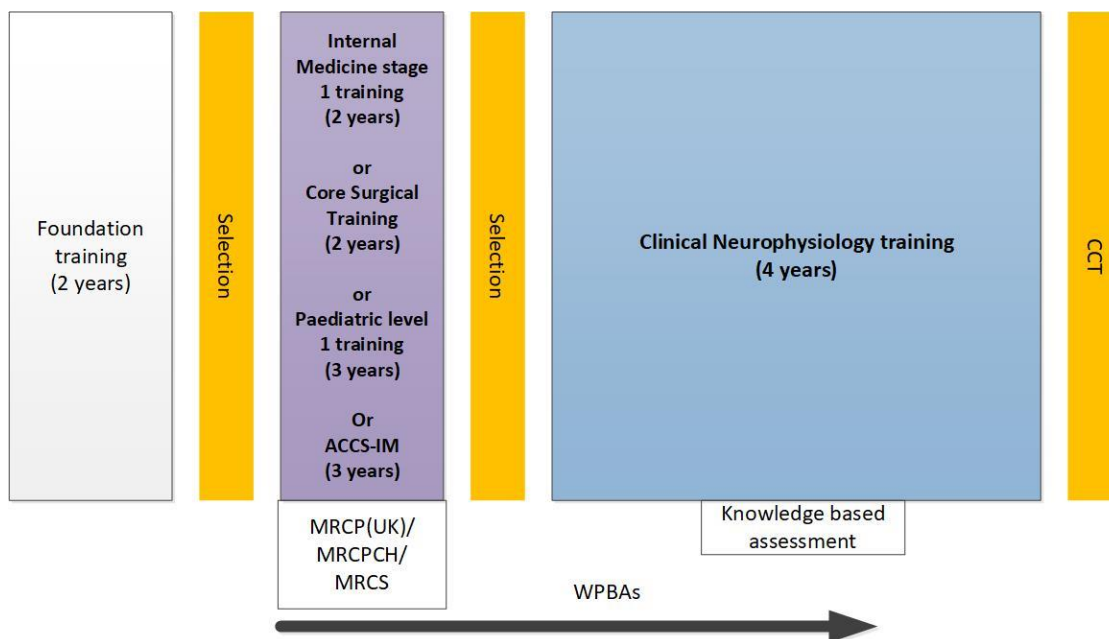 Foundation
training
(2 years)
Selection
Internal
Medicine stage
1 training
(2 years)
or
Core Surgical
Training
(2 years)
or
Paediatric level
1 training
(3 years)
Or
ACCS-IM
(3 years)
MRCP(UK)/
MRCPCH/
MRCS
Selection
Clinical Neurophysiology training
(4 years)
Knowledge based
assessment
CCT
WPBAs